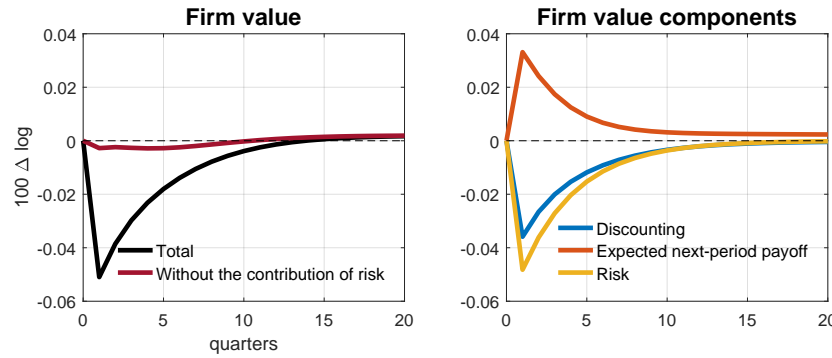 Firm value
100 Δ log
0.04
0.02
0
-0.02
-0.04
-0.06
Total
Without the contribution of risk
0
5
10
15
20
quarters
Firm value components
0.04
0.02
0
-0.02
-0.04
-0.06
Discounting
Expected next-period payoff
Risk
0
5
10
15
20